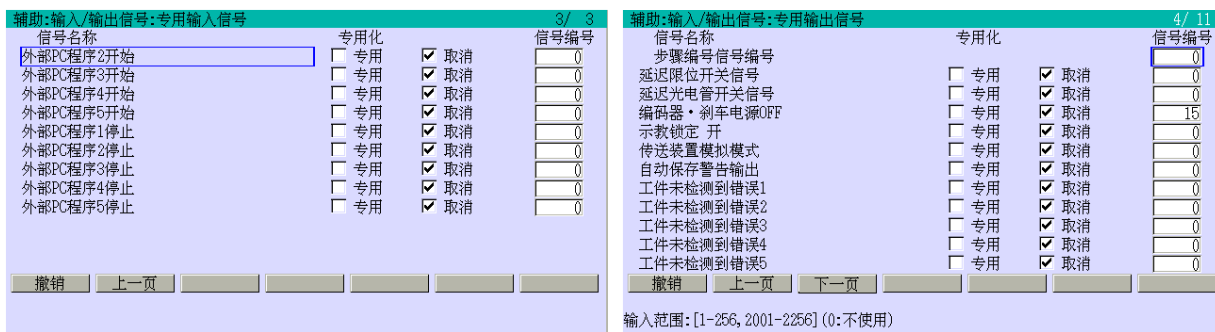 辅助:输入/输出信号:专用输入信号 3/ 3
信号名称 专用化 信号编号
外部PC程序2开始 专用 取消 0
外部PC程序3开始 专用 取消 0
外部PC程序4开始 专用 取消 0
外部PC程序5开始 专用 取消 0
外部PC程序1停止 专用 取消 0
外部PC程序2停止 专用 取消 0
外部PC程序3停止 专用 取消 0
外部PC程序4停止 专用 取消 0
外部PC程序5停止 专用 取消 0
撤销 上一页
辅助:输入/输出信号:专用输出信号 4/ 11
信号名称 专用化 信号编号
步骤编号信号编号 0
延迟限位开关信号 专用 取消 0
延迟光电管开关信号 专用 取消 0
编码器·刹车电源OFF 专用 取消 15
示教锁定 开 专用 取消 0
传送装置模拟模式 专用 取消 0
自动保存警告输出 专用 取消 0
工件未检测到错误1 专用 取消 0
工件未检测到错误2 专用 取消 0
工件未检测到错误3 专用 取消 0
工件未检测到错误4 专用 取消 0
工件未检测到错误5 专用 取消 0
撤销 上一页 下一页
输入范围:[1-256,2001-2256](0:不使用)